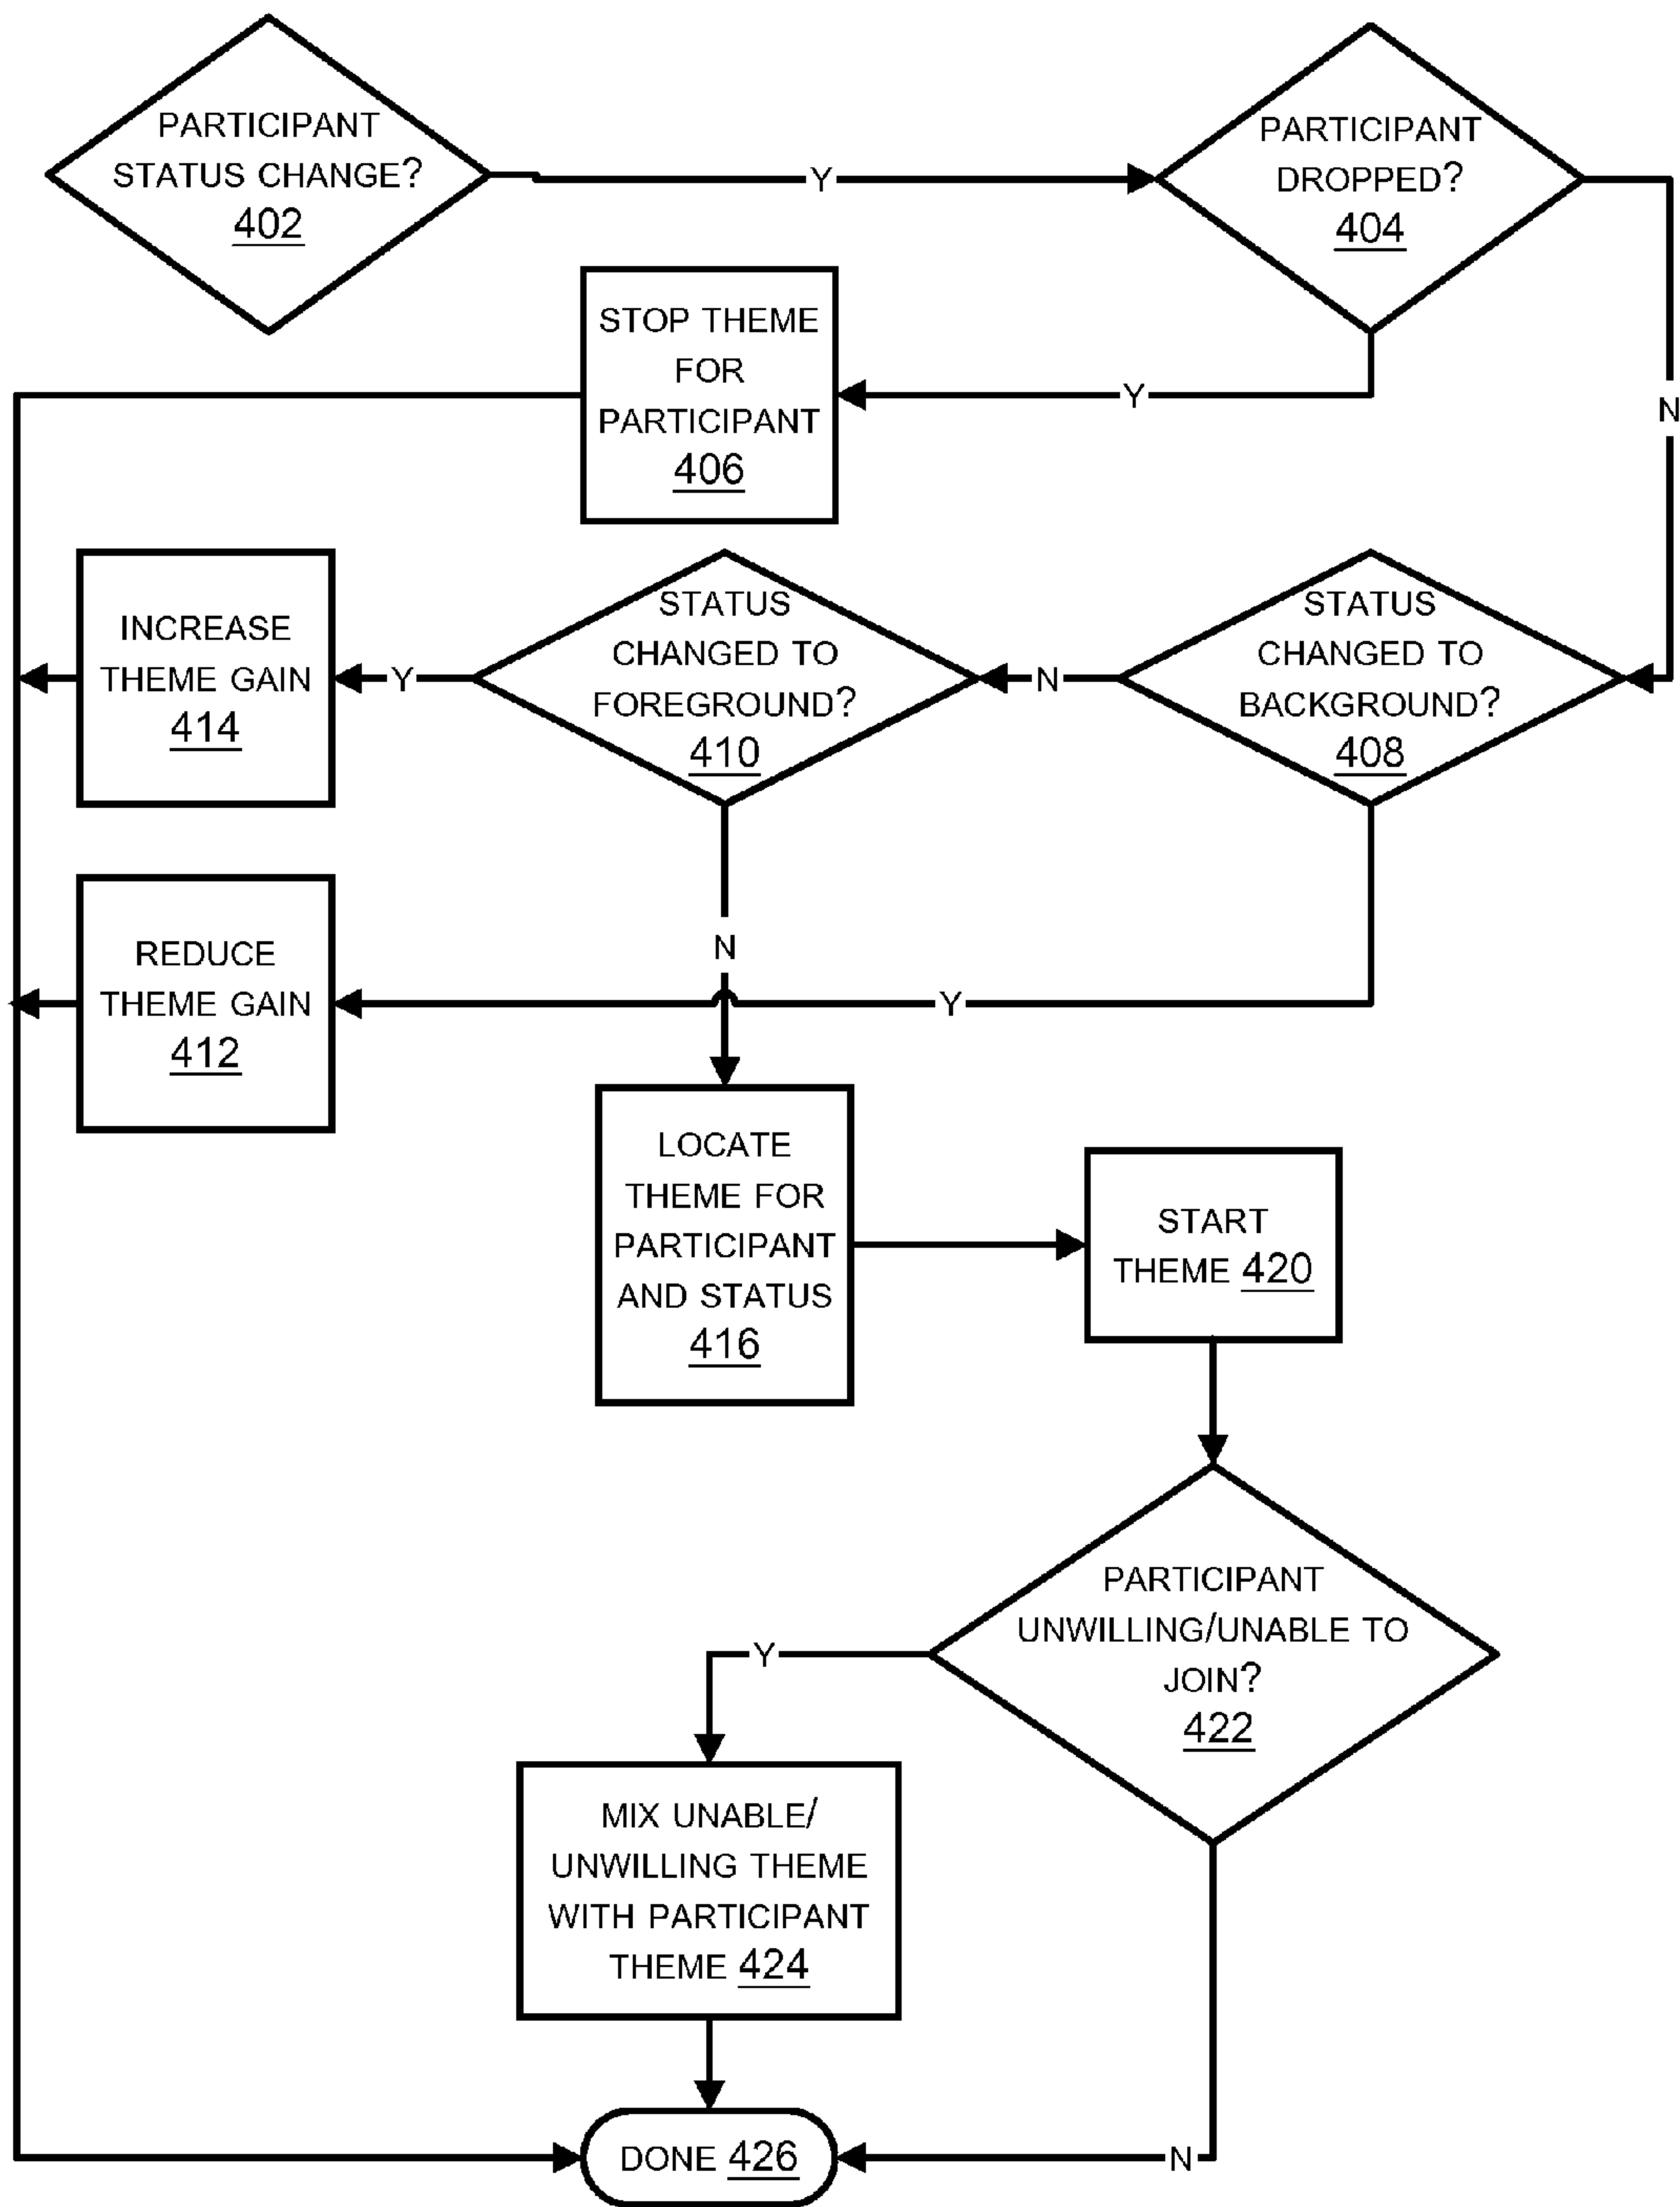 PARTICIPANT
STATUS CHANGE?
402
Y
PARTICIPANT
DROPPED?
404
STOP THEME
FOR
PARTICIPANT
406
Y
N
INCREASE
THEME GAIN
414
Y
STATUS
CHANGED TO
FOREGROUND?
410
N
STATUS
CHANGED TO
BACKGROUND?
408
N
REDUCE
THEME GAIN
412
Y
LOCATE
THEME FOR
PARTICIPANT
AND STATUS
416
START
THEME 420
PARTICIPANT
UNWILLING/UNABLE TO
JOIN?
422
Y
MIX UNABLE/
UNWILLING THEME
WITH PARTICIPANT
THEME 424
DONE 426
N